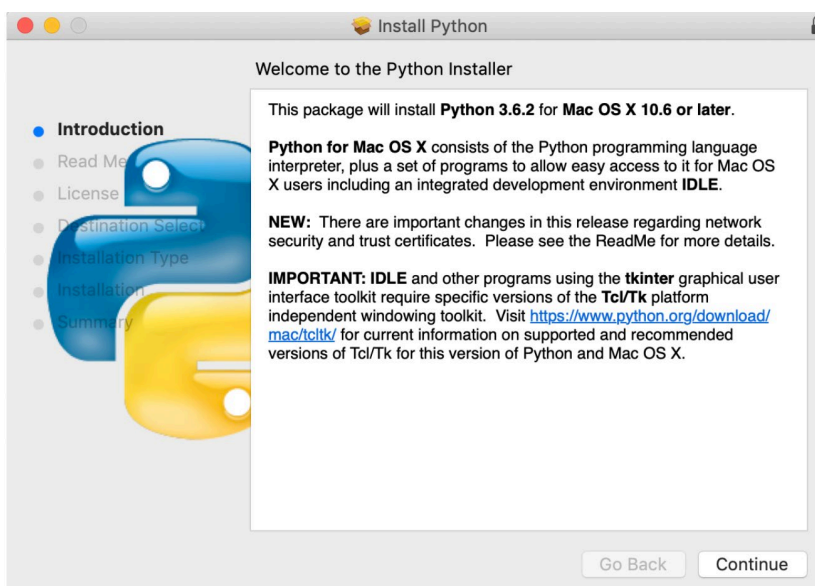 Install Python
Welcome to the Python Installer
Introduction
Read Me
License
Destination Select
Installation Type
Installation
Summary
This package will install Python 3.6.2 for Mac OS X 10.6 or later.
Python for Mac OS X consists of the Python programming language
interpreter, plus a set of programs to allow easy access to it for Mac OS
X users including an integrated development environment IDLE.
NEW:  There are important changes in this release regarding network
security and trust certificates.  Please see the ReadMe for more details.
IMPORTANT: IDLE and other programs using the tkinter graphical user
interface toolkit require specific versions of the Tcl/Tk platform
independent windowing toolkit.  Visit https://www.python.org/download/
mac/tcltk/ for current information on supported and recommended
versions of Tcl/Tk for this version of Python and Mac OS X.
Go Back
Continue